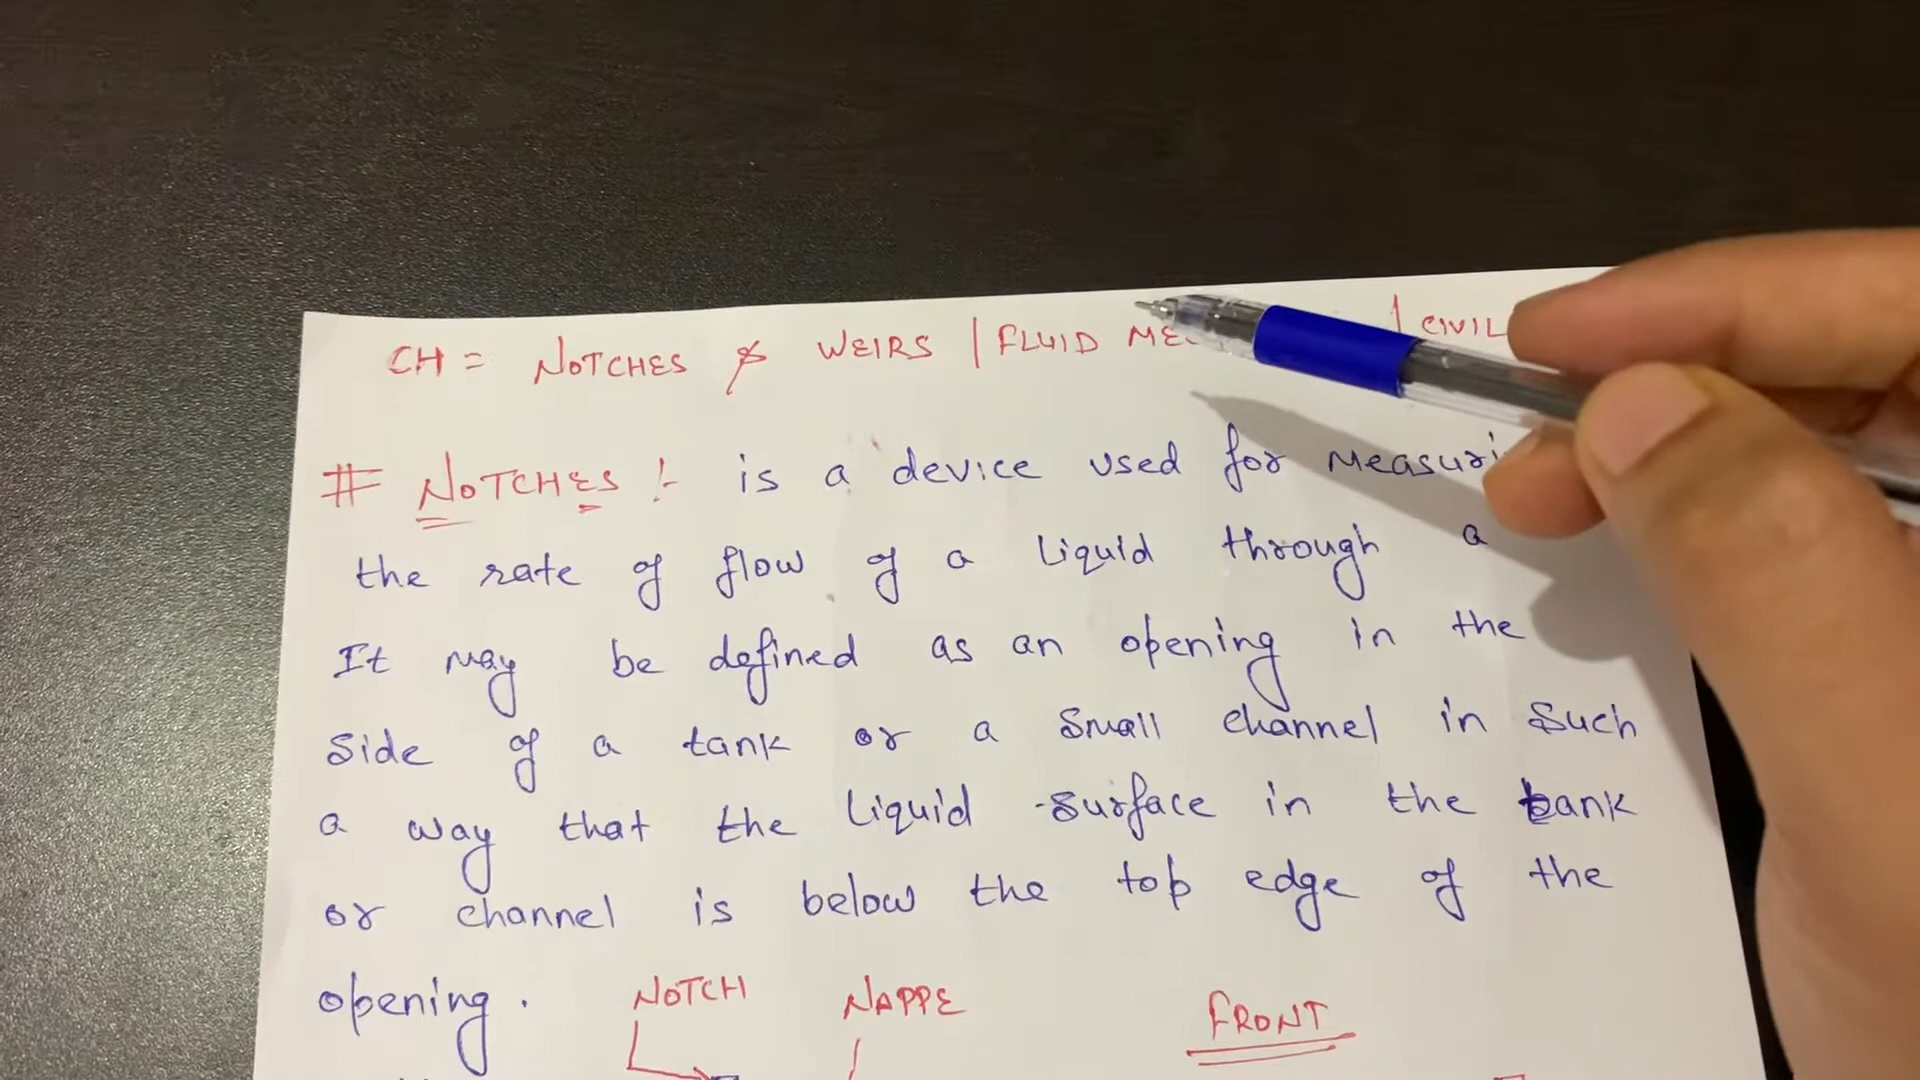 CH = NOTCHES & WEIRS | FLUID | CIVIL
# NOTCHES :- is a device used for
the rate of flow of a liquid through a
It may be defined as an opening in the
side of a tank or a small channel in such
a way that the liquid surface in the tank
or channel is below the top edge of the
opening.
NOTCH NAPPE FRONT